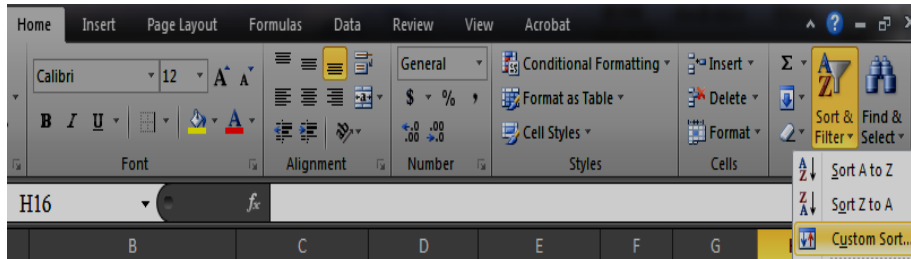 Home Insert Page Layout Formulas Data Review View Acrobat
Calibri 12 A A General Conditional Formatting Insert Σ
$ % , Format as Table Delete Sort & Find &
B I U A .0 .00 .00 .0 Cell Styles Format Filter Select
Font Alignment Number Styles Cells
Sort A to Z
H16 fx Sort Z to A
B C D E F G Custom Sort...